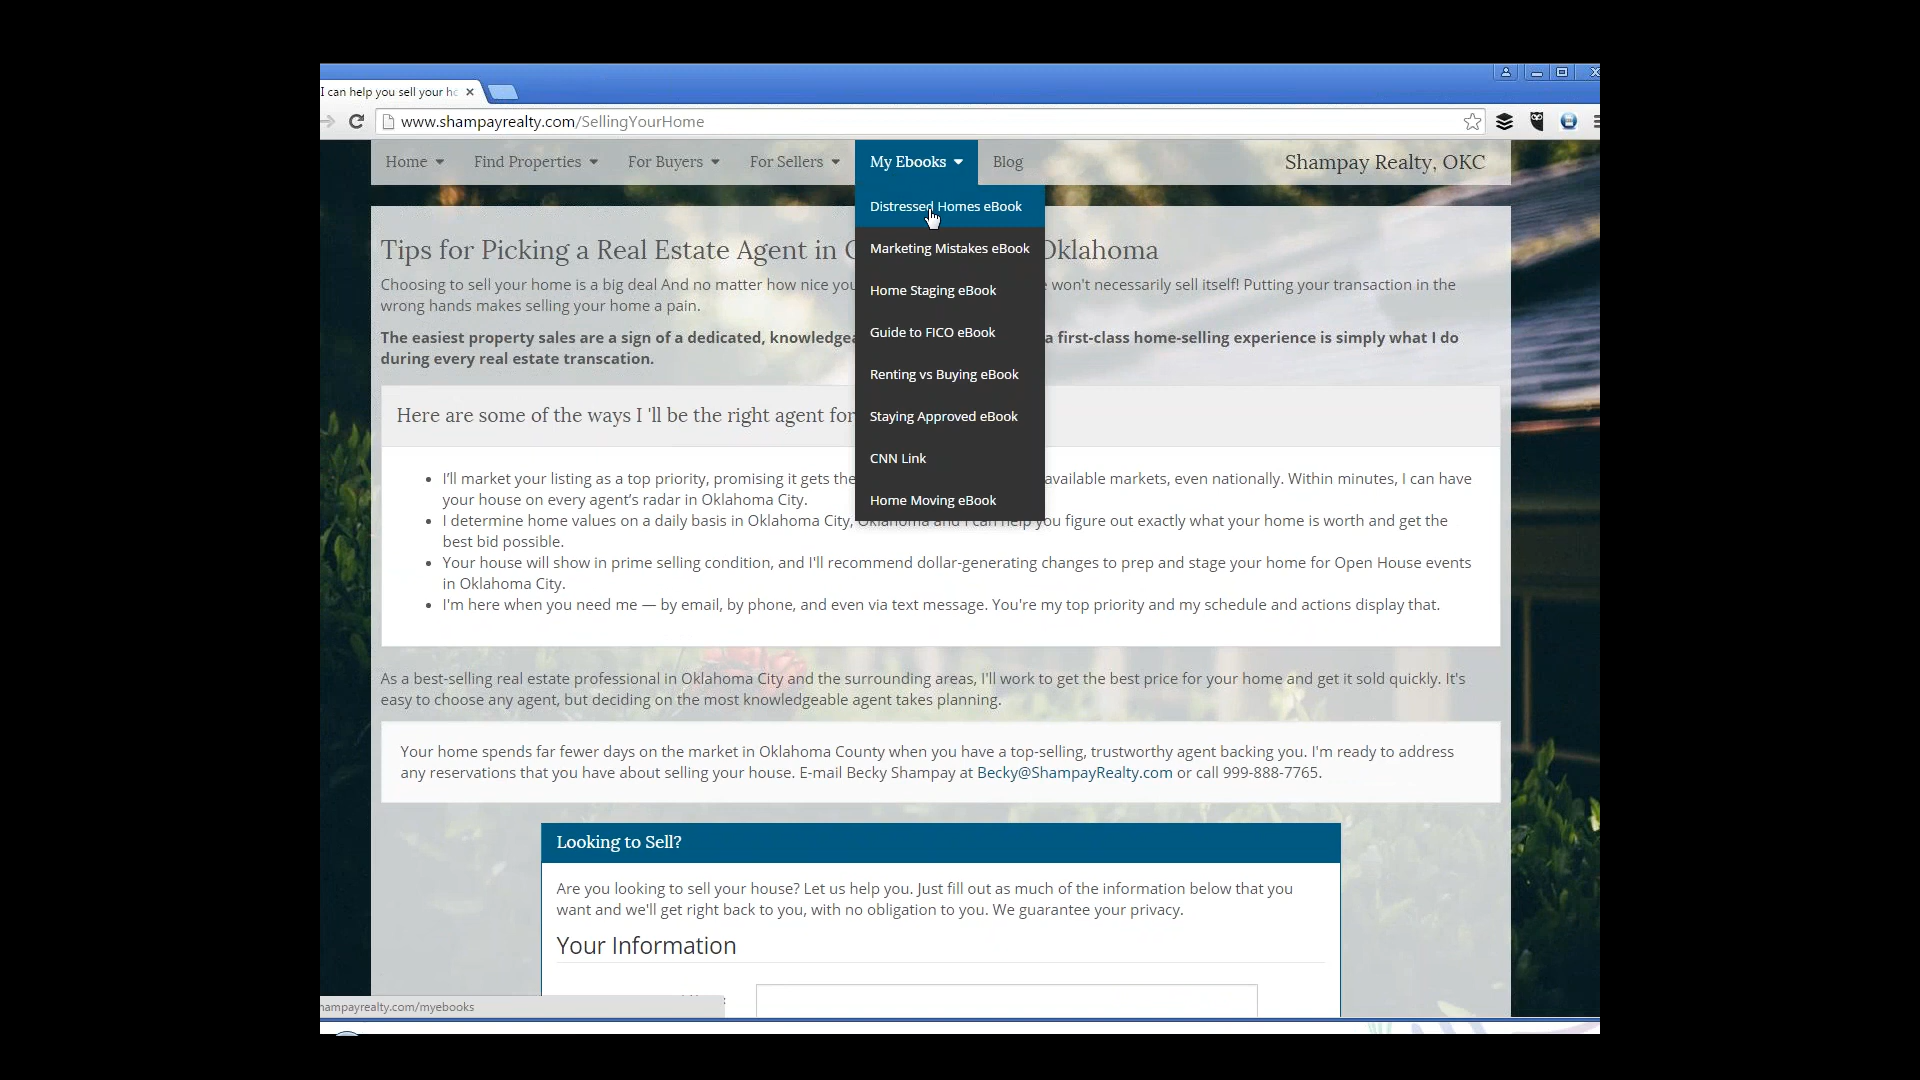 I can help you sell your h
www.shampayrealty.com/SellingYourHome
Home Find Properties For Buyers For Sellers My Ebooks Blog Shampay Realty, OKC
Distressed Homes eBook
Marketing Mistakes eBook
Home Staging eBook
Guide to FICO eBook
Renting vs Buying eBook
Staying Approved eBook
CNN Link
Home Moving eBook
Tips for Picking a Real Estate Agent in Oklahoma
Choosing to sell your home is a big deal And no matter how nice won't necessarily sell itself! Putting your transaction in the
wrong hands makes selling your home a pain.
The easiest property sales are a sign of a dedicated, a first-class home-selling experience is simply what I do
during every real estate transcation.
Here are some of the ways I 'll be the right agent for
• I'll market your listing as a top priority, promising it gets the available markets, even nationally. Within minutes, I can have
your house on every agent's radar in Oklahoma City.
• I determine home values on a daily basis in Oklahoma City, Oklahoma and I can help you figure out exactly what your home is worth and get the
best bid possible.
• Your house will show in prime selling condition, and I'll recommend dollar-generating changes to prep and stage your home for Open House events
in Oklahoma City.
• I'm here when you need me — by email, by phone, and even via text message. You're my top priority and my schedule and actions display that.
As a best-selling real estate professional in Oklahoma City and the surrounding areas, I'll work to get the best price for your home and get it sold quickly. It's
easy to choose any agent, but deciding on the most knowledgeable agent takes planning.
Your home spends far fewer days on the market in Oklahoma County when you have a top-selling, trustworthy agent backing you. I'm ready to address
any reservations that you have about selling your house. E-mail Becky Shampay at Becky@ShampayRealty.com or call 999-888-7765.
Looking to Sell?
Are you looking to sell your house? Let us help you. Just fill out as much of the information below that you
want and we'll get right back to you, with no obligation to you. We guarantee your privacy.
Your Information
hampayrealty.com/myebooks